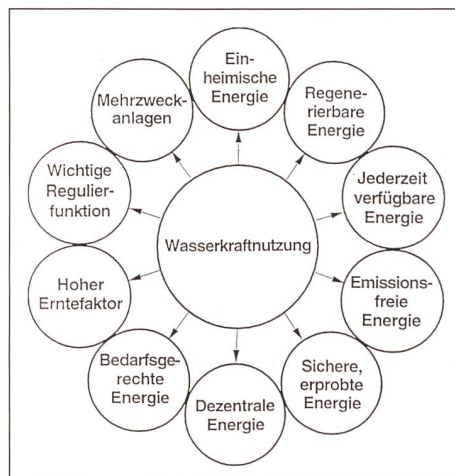 Ein-
heimische
Energie
Regene-
rierbare
Energie
Jederzeit
verfügbare
Energie
Emissions-
freie
Energie
Sichere,
erprobte
Energie
Dezentrale
Energie
Bedarfsge-
rechte
Energie
Hoher
Erntefaktor
Wichtige
Regulier-
funktion
Mehrzweck-
anlagen
Wasserkraftnutzung